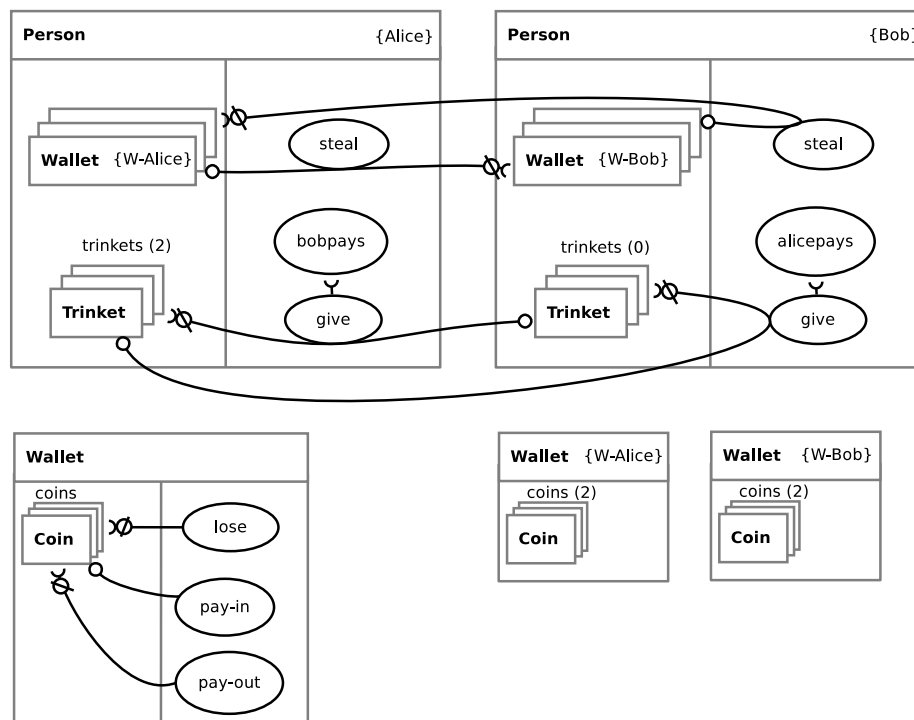 Person {Alice}
Wallet {W-Alice}
steal
trinkets (2)
bobpays
Trinket
give
Person {Bob}
Wallet {W-Bob}
steal
trinkets (0)
alicepays
Trinket
give
Wallet
coins
Coin
lose
pay-in
pay-out
Wallet {W-Alice}
coins (2)
Coin
Wallet {W-Bob}
coins (2)
Coin